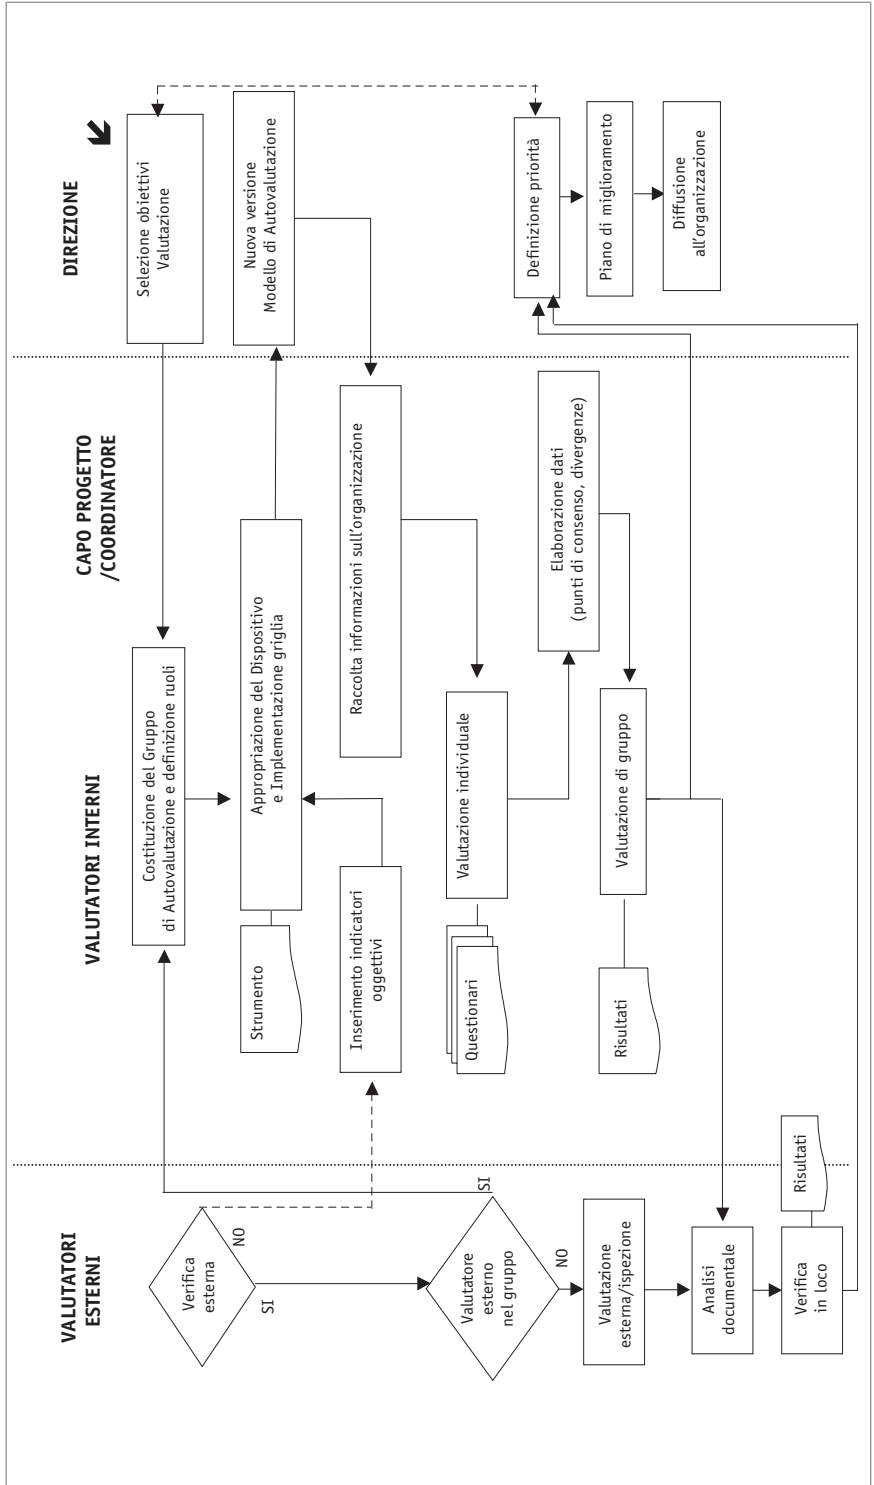 VALUTATORI
ESTERNI
VALUTATORI INTERNI
CAPO PROGETTO
/COORDINATORE
DIREZIONE
Verifica
esterna
NO
SI
Valutatore
esterno
nel gruppo
SI
NO
Valutazione
esterna/ispezione
Analisi
documentale
Verifica
in loco
Risultati
Costituzione del Gruppo
di Autovalutazione e definizione ruoli
Strumento
Appropriazione del Dispositivo
e Implementazione griglia
Inserimento indicatori
oggettivi
Raccolta informazioni sull'organizzazione
Questionari
Valutazione individuale
Elaborazione dati
(punti di consenso, divergenze)
Risultati
Valutazione di gruppo
Selezione obiettivi
Valutazione
Nuova versione
Modello di Autovalutazione
Definizione priorità
Piano di miglioramento
Diffusione
all'organizzazione